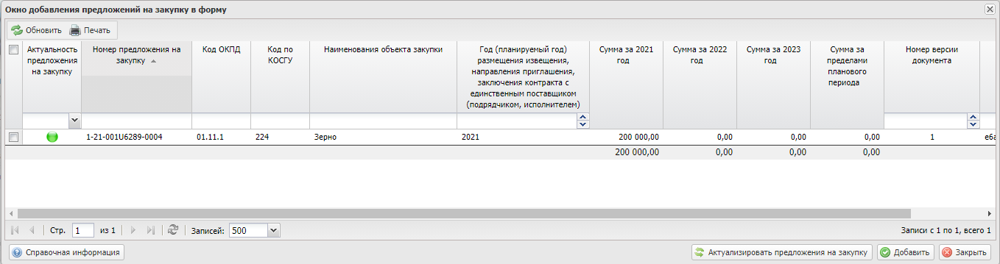 Окно добавления предложений на закупку в форму
Обновить Печать
Актуальность
предложения
на закупку
Номер предложения на
закупку
Код ОКПД
Код по
КОСГУ
Наименования объекта закупки
Год (планируемый год)
размещения извещения,
направления приглашения,
заключения контракта с
единственным поставщиком
(подрядчиком, исполнителем)
Сумма за 2021
год
Сумма за 2022
год
Сумма за 2023
год
Сумма за
пределами
планового
периода
Номер версии
документа
1-21-001U6289-0004 01.11.1 224 Зерно 2021 200 000,00 0,00 0,00 0,00 1 еба
200 000,00 0,00 0,00 0,00
Стр. 1 из 1 Записей: 500 Записи с 1 по 1, всего 1
Справочная информация Актуализировать предложения на закупку Добавить Закрыть